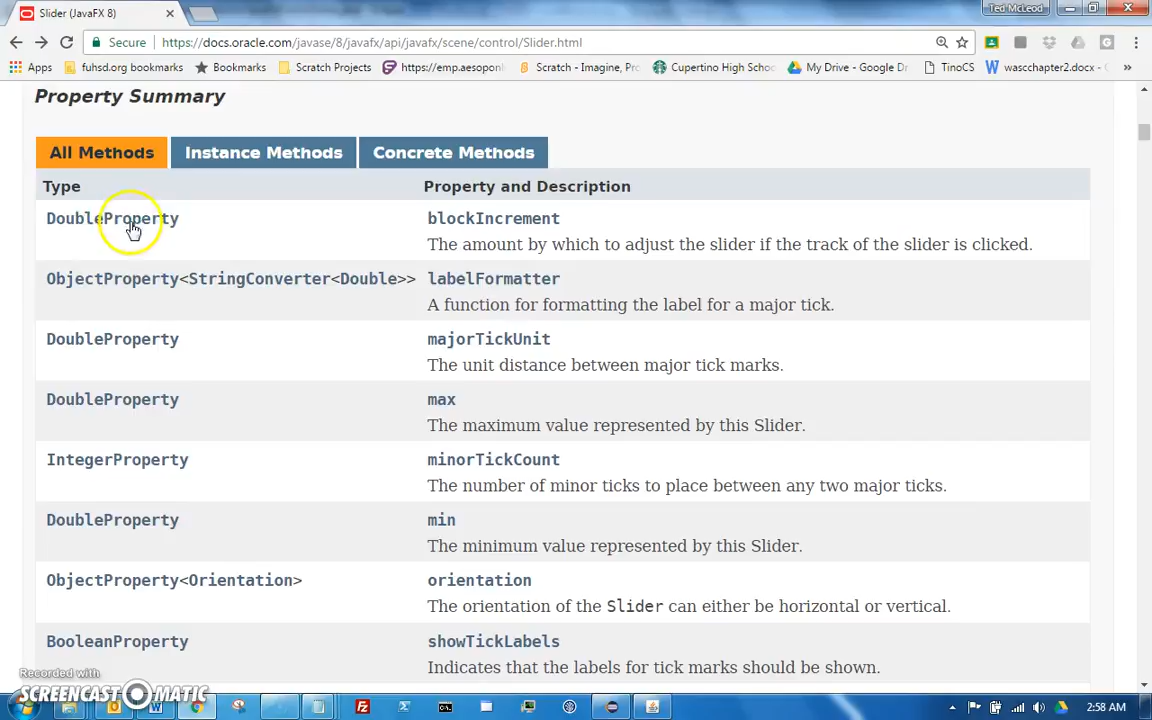 Slider (JavaFX 8)
Ted McLeod
Secure
https://docs.oracle.com/javase/8/javafx/api/javafx/scene/control/Slider.html
Apps
fuhsd.org bookmarks
Bookmarks
Scratch Projects
https://emp.aesopon
Scratch - Imagine, Pr
Cupertino High Schoo
My Drive - Google Dr
TinoCS
wascchapter2.docx -
»
Property Summary
All Methods Instance Methods Concrete Methods
Type Property and Description
DoubleProperty blockIncrement
The amount by which to adjust the slider if the track of the slider is clicked.
ObjectProperty<StringConverter<Double>> labelFormatter
A function for formatting the label for a major tick.
DoubleProperty majorTickUnit
The unit distance between major tick marks.
DoubleProperty max
The maximum value represented by this Slider.
IntegerProperty minorTickCount
The number of minor ticks to place between any two major ticks.
DoubleProperty min
The minimum value represented by this Slider.
ObjectProperty<Orientation> orientation
The orientation of the Slider can either be horizontal or vertical.
BooleanProperty showTickLabels
Indicates that the labels for tick marks should be shown.
Recorded with
SCREENCAST-O-MATIC
2:58 AM